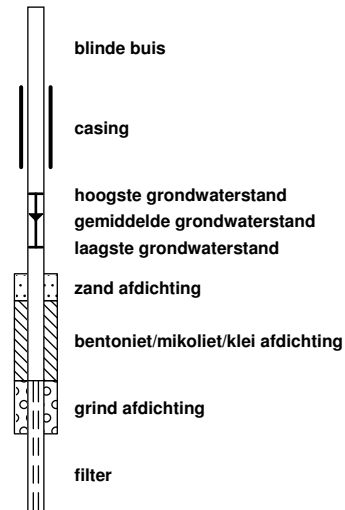 blinde buis
casing
hoogste grondwaterstand
gemiddelde grondwaterstand
laagste grondwaterstand
zand afdichting
bentoniet/mikoliet/klei afdichting
grind afdichting
filter